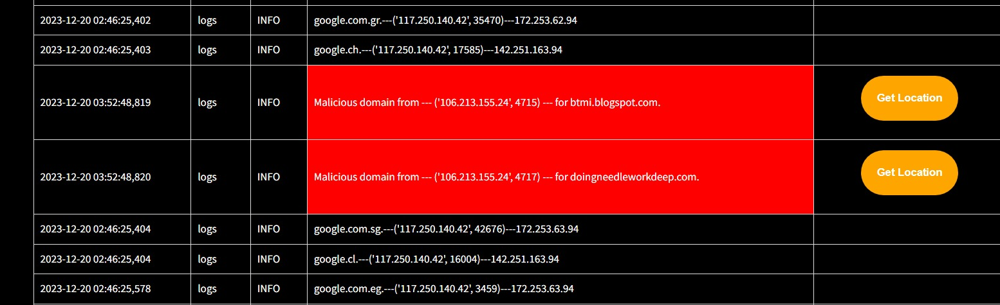 2023-12-20 02:46:25,402 logs INFO google.com.gr.---('117.250.140.42', 35470)---172.253.62.94
2023-12-20 02:46:25,403 logs INFO google.ch.---('117.250.140.42', 17585)---142.251.163.94
2023-12-20 03:52:48,819 logs INFO Malicious domain from --- ('106.213.155.24', 4715) --- for btmi.blogspot.com. Get Location
2023-12-20 03:52:48,820 logs INFO Malicious domain from --- ('106.213.155.24', 4717) --- for doingneedleworkdeep.com. Get Location
2023-12-20 02:46:25,404 logs INFO google.com.sg.---('117.250.140.42', 42676)---172.253.63.94
2023-12-20 02:46:25,404 logs INFO google.cl.---('117.250.140.42', 16004)---142.251.163.94
2023-12-20 02:46:25,578 logs INFO google.com.eg.---('117.250.140.42', 3459)---172.253.63.94